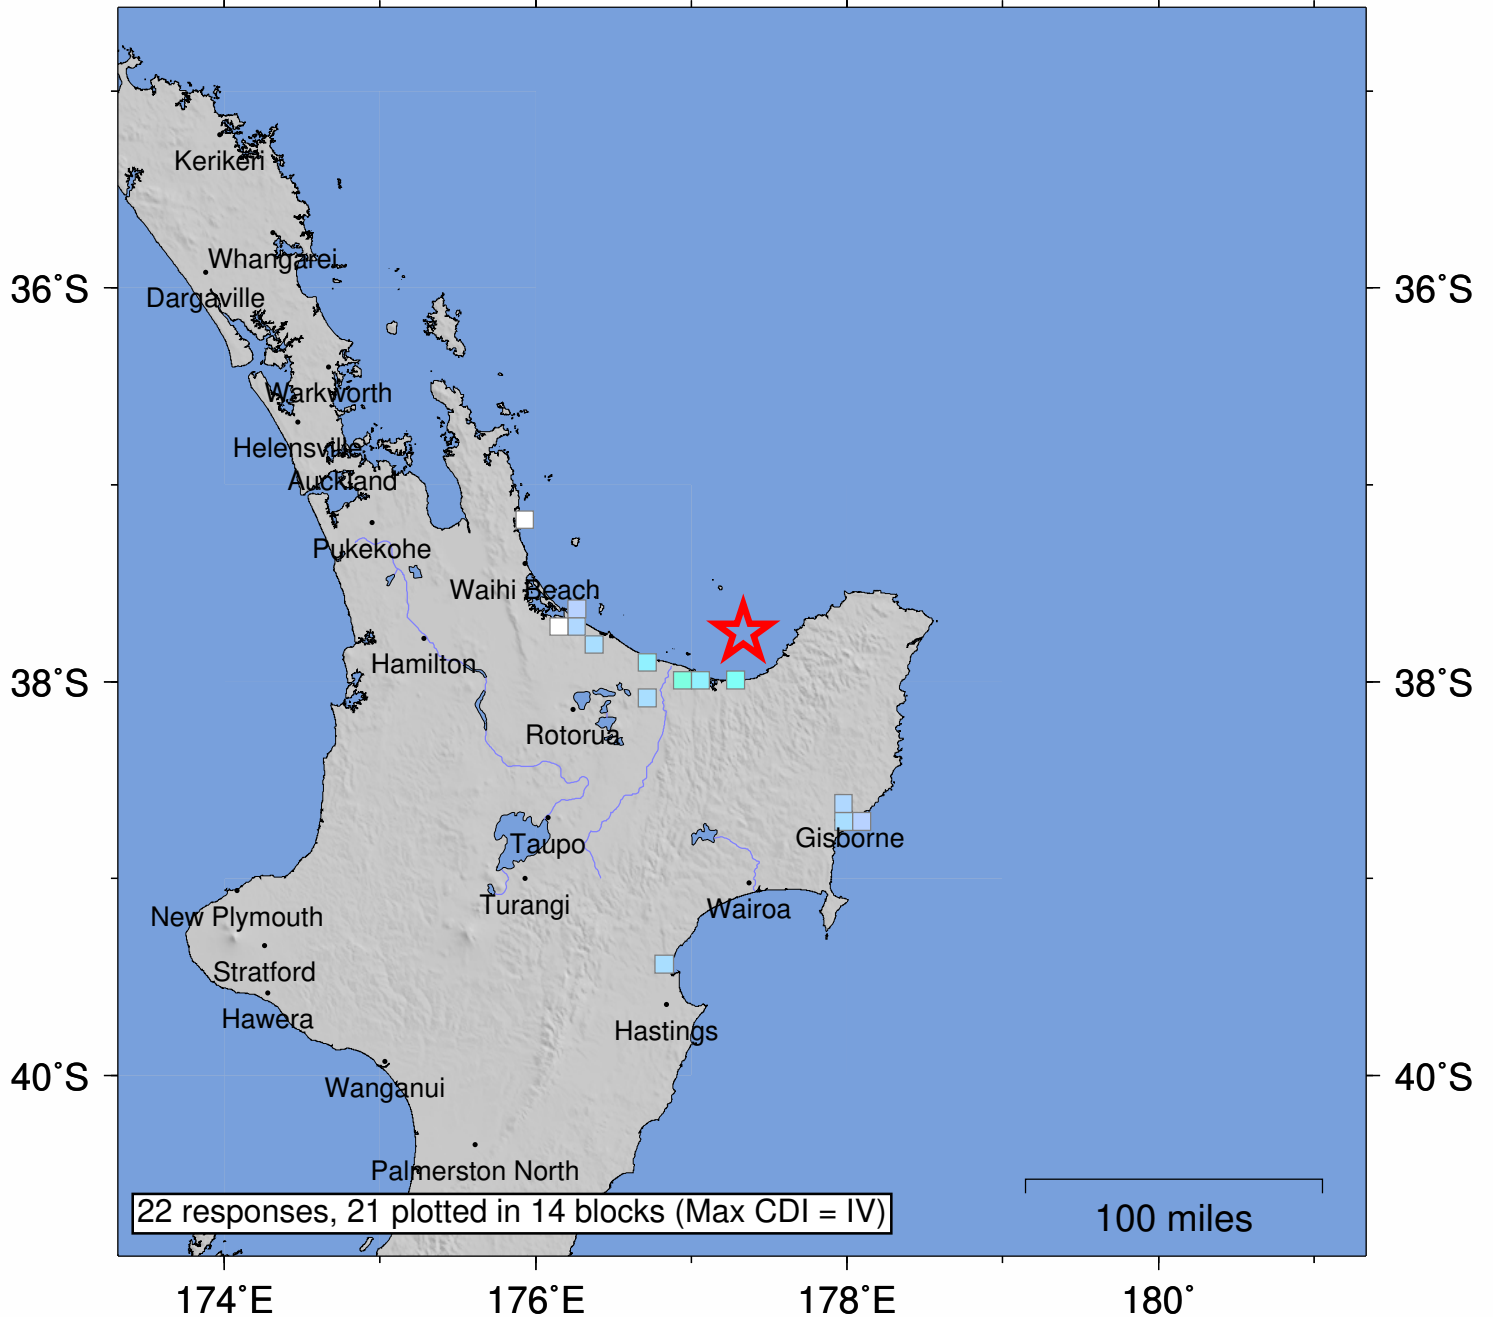 Kerikeri
Whangarei
36˚S
36˚S
Dargaville
Warkworth
Helensville
Auckland
Pukekohe
Waihi Beach
Hamilton
38˚S
38˚S
Rotorua
Gisborne
Taupo
Turangi
Wairoa
New Plymouth
Stratford
Hawera
Hastings
40˚S
40˚S
Wanganui
Palmerston North
22 responses, 21 plotted in 14 blocks (Max CDI = IV)
100 miles
174˚E
176˚E
178˚E
180˚